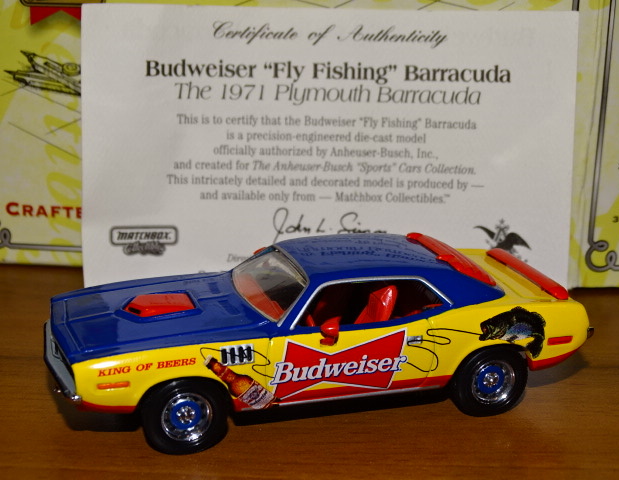 Certificate of Authenticity
Budweiser "Fly Fishing" Barracuda
The 1971 Plymouth Barracuda
This is to certify that the Budweiser "Fly Fishing" Barracuda
is a precision-engineered die-cast model
officially authorized by Anheuser-Busch, Inc.,
and created for The Anheuser-Busch "Sports" Cars Collection.
This intricately detailed and decorated model is produced by —
and available only from — Matchbox Collectibles.™
CRAFTE
MATCHBOX
KING OF BEERS
Budweiser